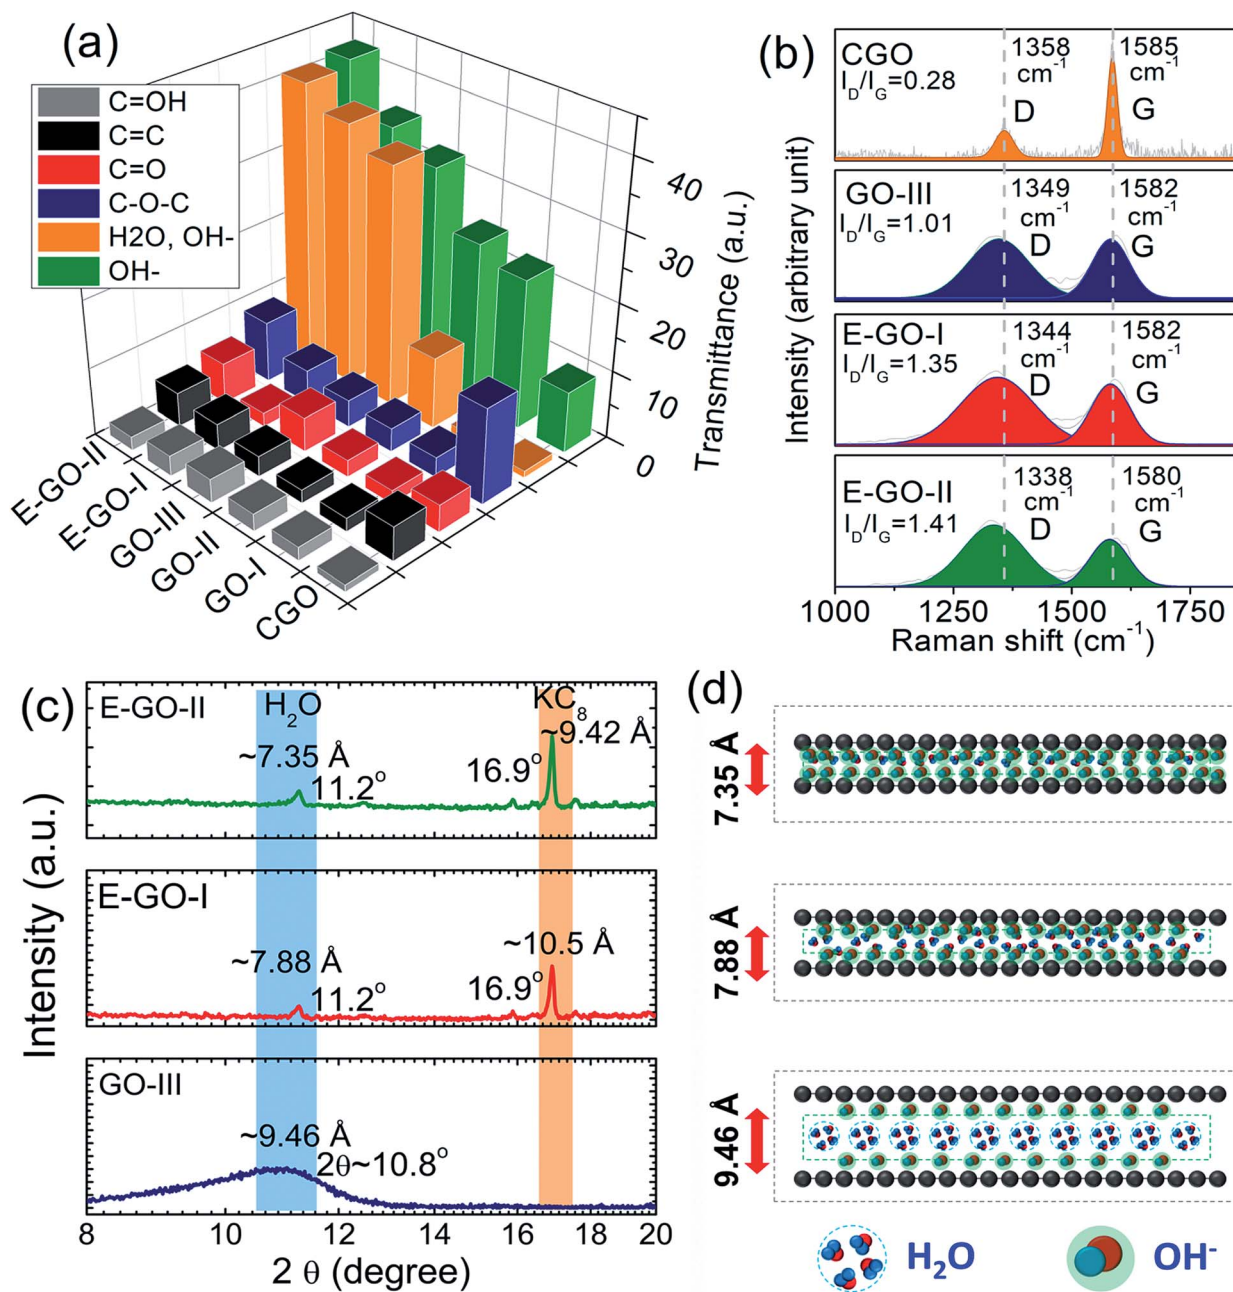 (a)
C=OH
C=C
C=O
C-O-C
H2O, OH-
OH-
40
30
20
10
0
Transmittance (a.u.)
E-GO-II
E-GO-I
GO-III
GO-II
GO-I
CGO
(b)
CGO
I_D/I_G=0.28
1358
cm⁻¹
D
1585
cm⁻¹
G
GO-III
I_D/I_G=1.01
1349
cm⁻¹
D
1582
cm⁻¹
G
E-GO-I
I_D/I_G=1.35
1344
cm⁻¹
D
1582
cm⁻¹
G
E-GO-II
I_D/I_G=1.41
1338
cm⁻¹
D
1580
cm⁻¹
G
Intensity (arbitrary unit)
1000 1250 1500 1750
Raman shift (cm⁻¹)
(c)
E-GO-II
H₂O
KC₈
~7.35 Å
~9.42 Å
11.2°
16.9°
E-GO-I
~7.88 Å
~10.5 Å
11.2°
16.9°
GO-III
~9.46 Å
2θ~10.8°
Intensity (a.u.)
8 10 12 14 16 18 20
2 θ (degree)
(d)
7.35 Å
7.88 Å
9.46 Å
H₂O
OH⁻